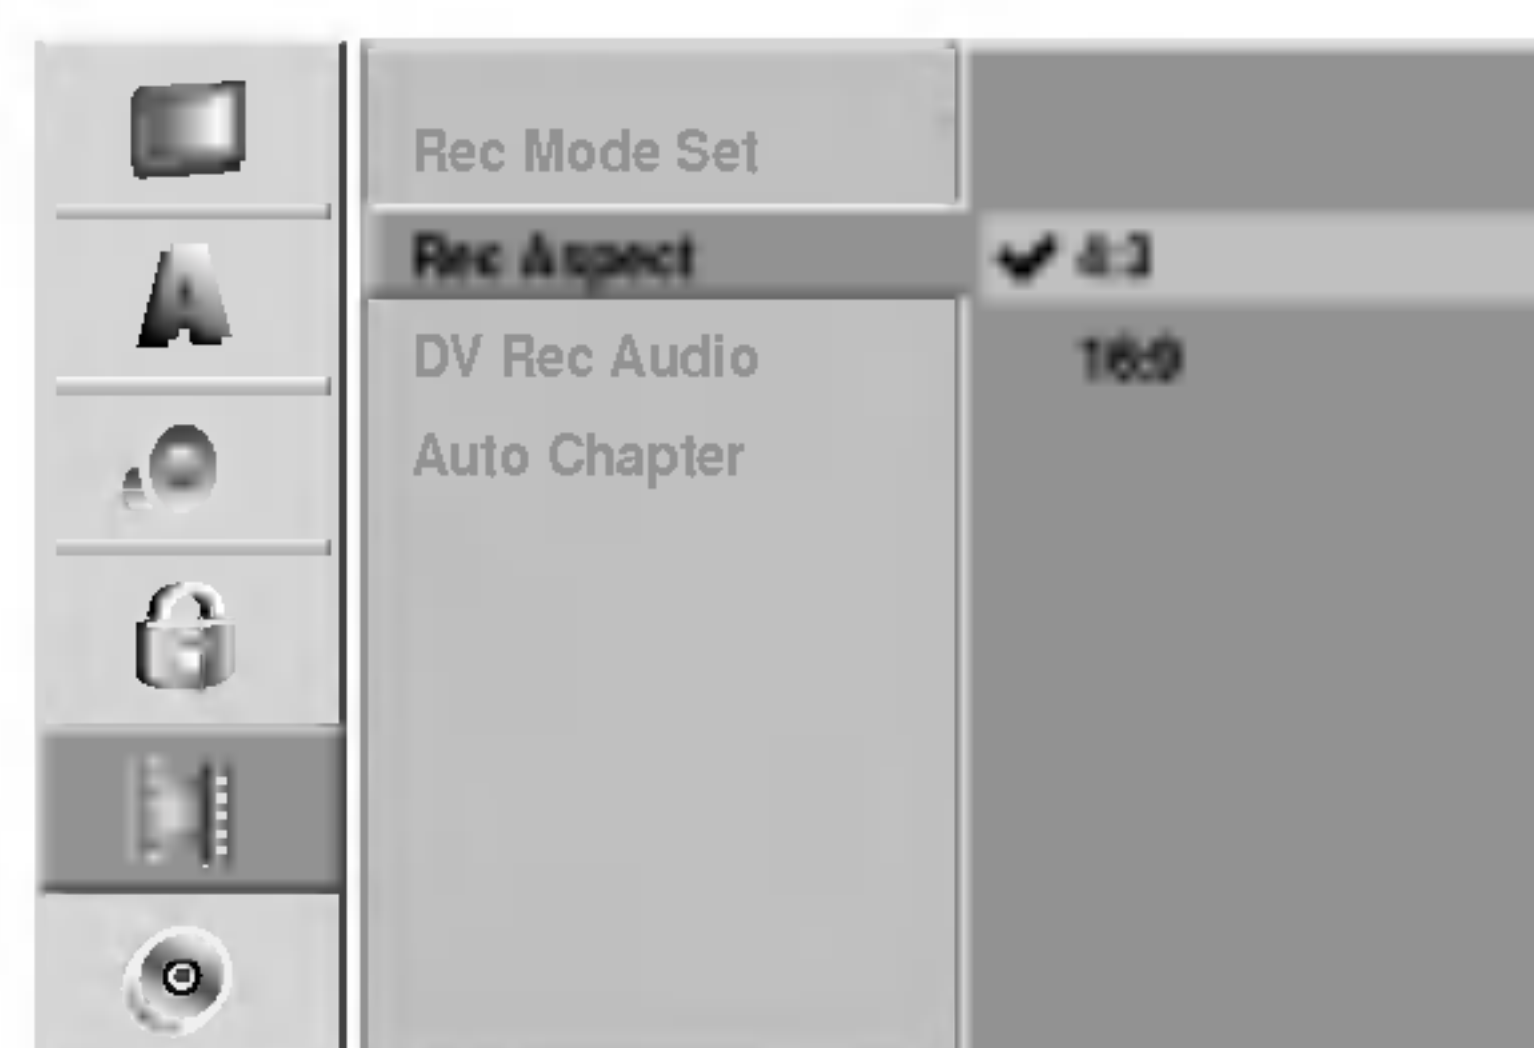 Rec Mode Set
Rec Aspect
4:3
DV Rec Audio
16:9
Auto Chapter